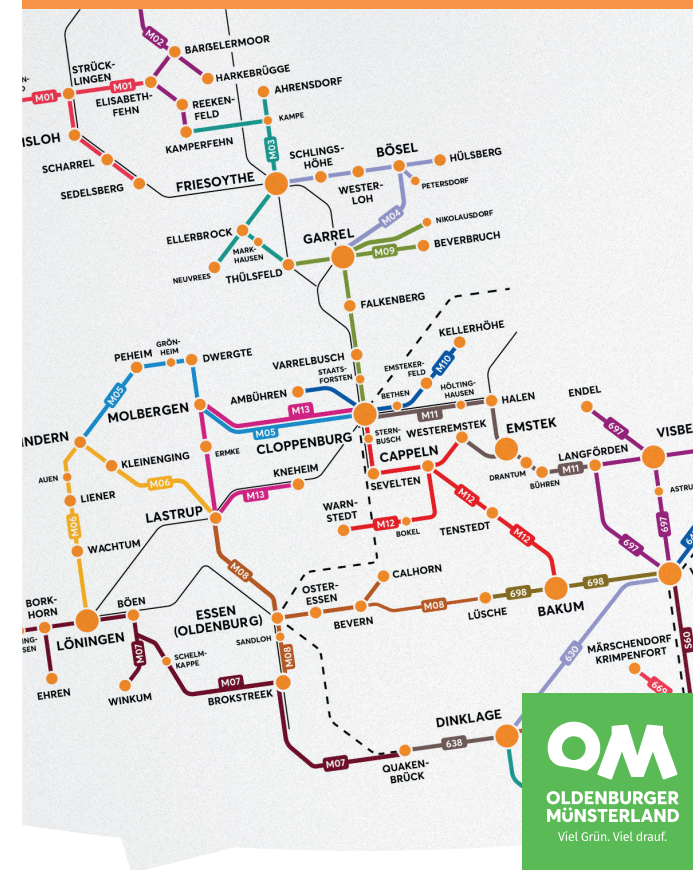 M02
BARẞELERMOOR
STRÜCK-
LINGEN
M01
M01
HARKEBRÜGGE
ELISABETH-
FEHN
REEKEN-
FELD
AHRENSDORF
KAMPE
KAMPERFEHN
M03
ISLOH
SCHARREL
SEDELSBERG
FRIESOYTHE
SCHLINGS-
HÖHE
BÖSEL
HÜLSBERG
WESTER-
LOH
PETERSDORF
M04
ELLERBROCK
MARK-
HAUSEN
NEUVREES
THÜLSFELD
GARREL
NIKOLAUSDORF
M09
BEVERBRUCH
FALKENBERG
KELLERHÖHE
PEHEIM
GRÖN-
HEIM
DWERGTE
VARRELBUSCH
STAATS-
FORSTEN
EMSTEKER-
FELD
M10
M05
AMBÜHREN
BETHEN
HÖLTING-
HAUSEN
HALEN
MOLBERGEN
M13
M05
M11
ENDEL
CLOPPENBURG
STERN-
BUSCH
WESTEREMSTEK
EMSTEK
697
VISBE
INDERN
ERMKE
CAPPELN
LANGFÖRDEN
KLEINENGING
KNEHEIM
SEVELTEN
DRANTUM
BÜHREN
M11
AUEN
M06
M13
ASTRU
LIENER
LASTRUP
WARN-
STEDT
M12
M12
BOKEL
TENSTEDT
M12
697
697
M06
WACHTUM
M08
CALHORN
BORK-
HORN
BÖEN
ESSEN
(OLDENBURG)
OSTER-
ESSEN
BEVERN
M08
LÜSCHE
698
BAKUM
698
LÖNINGEN
SANDLOH
M07
SCHELM-
KAPPE
M08
630
S60
MÄRSCHENDORF
KRIMPENFORT
669
EHREN
WINKUM
M07
BROKSTREEK
DINKLAGE
638
M07
QUAKEN-
BRÜCK
OM
OLDENBURGER
MÜNSTERLAND
Viel Grün. Viel drauf.